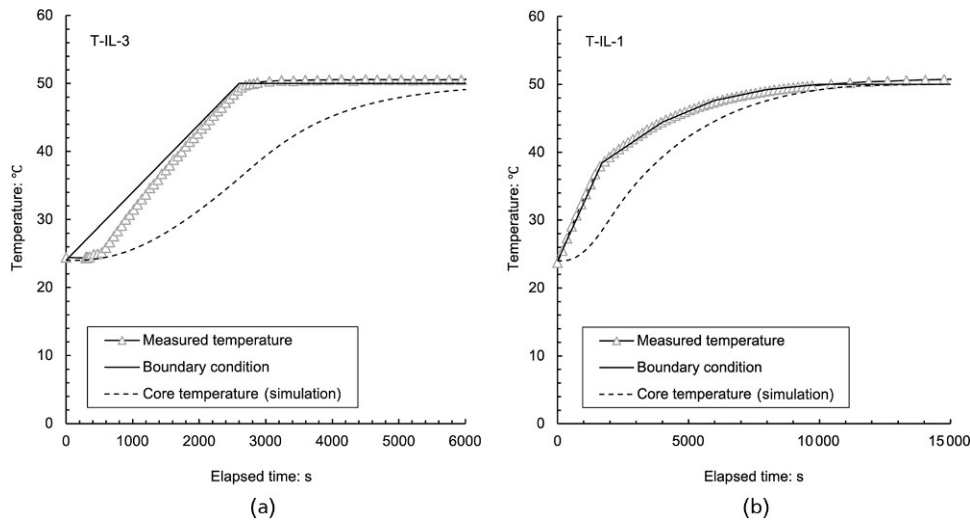 T-IL-3
60
50
40
30
20
10
0
Temperature: °C
Measured temperature
Boundary condition
Core temperature (simulation)
0 1000 2000 3000 4000 5000 6000
Elapsed time: s
(a)
T-IL-1
60
50
40
30
20
10
0
Temperature: °C
Measured temperature
Boundary condition
Core temperature (simulation)
0 5000 10 000 15 000
Elapsed time: s
(b)